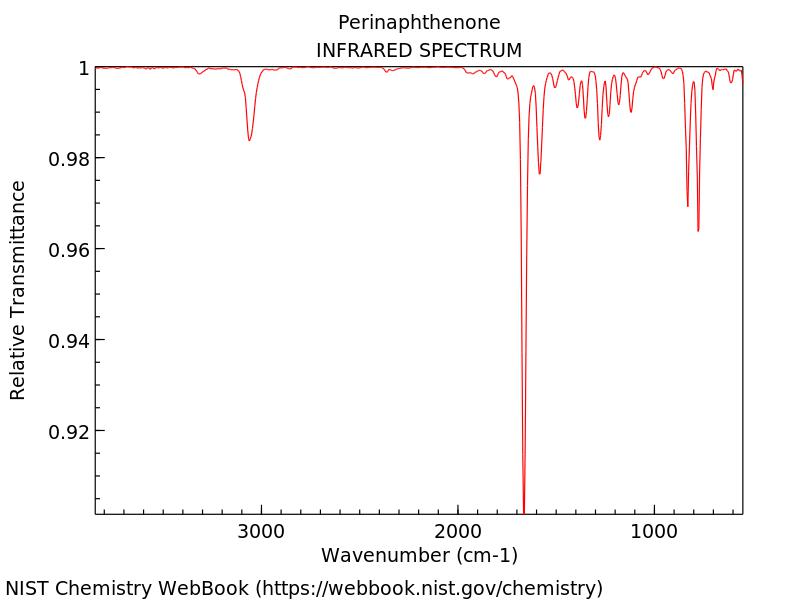 Perinaphthenone
INFRARED SPECTRUM
1
0.98
0.96
0.94
0.92
Relative Transmittance
3000
2000
1000
Wavenumber (cm-1)
NIST Chemistry WebBook (https://webbook.nist.gov/chemistry)